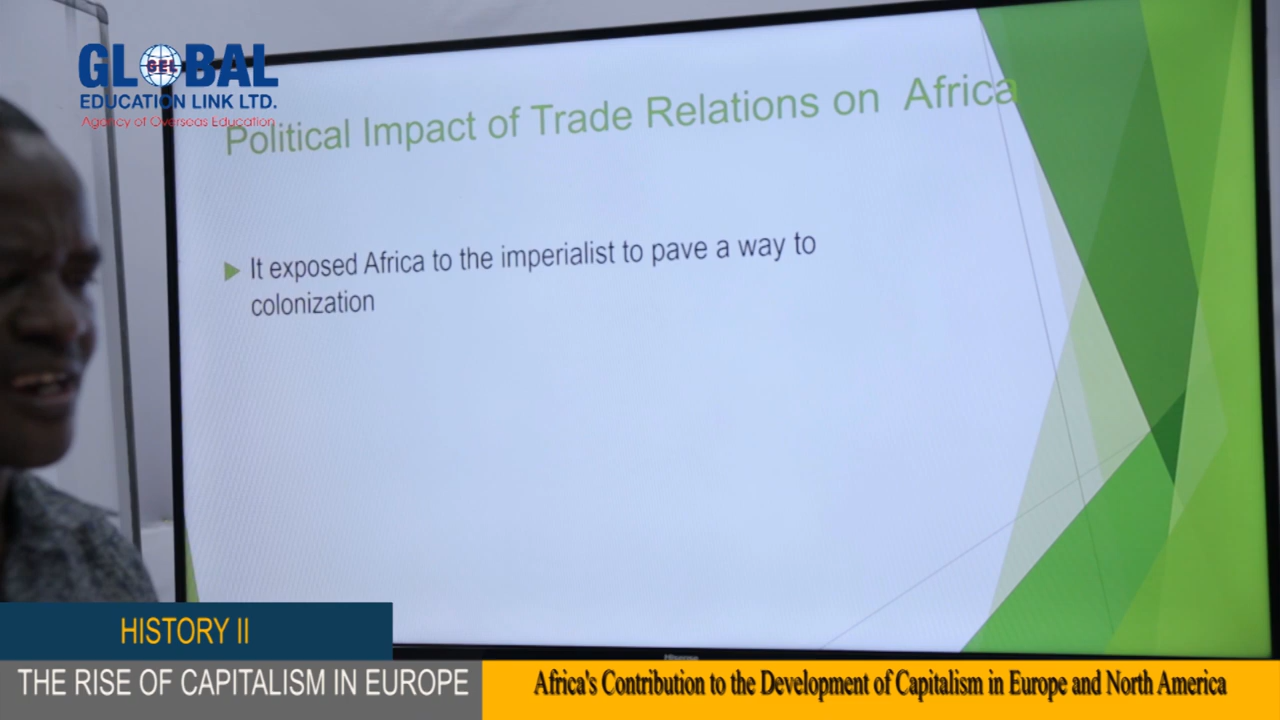 GLOBAL
GEL
EDUCATION LINK LTD.
Agency of Overseas Education
Political Impact of Trade Relations on Africa
It exposed Africa to the imperialist to pave a way to
colonization
Hisense
HISTORY II
THE RISE OF CAPITALISM IN EUROPE
Africa's Contribution to the Development of Capitalism in Europe and North America